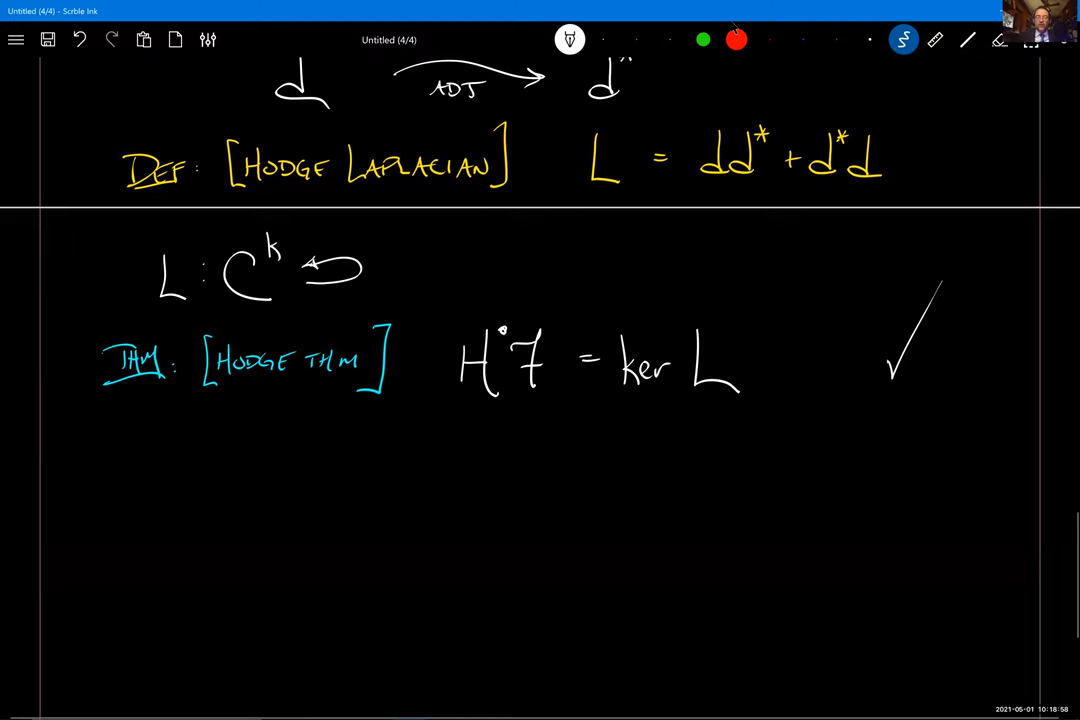 Untitled (4/4) - Scrble Ink
Untitled (4/4)
d ADJ d*
DEF: [HODGE LAPLACIAN] L = dd* + d*d
L : C^k
THM: [HODGE THM] H^•F = ker L
2021-05-01 10:18:58